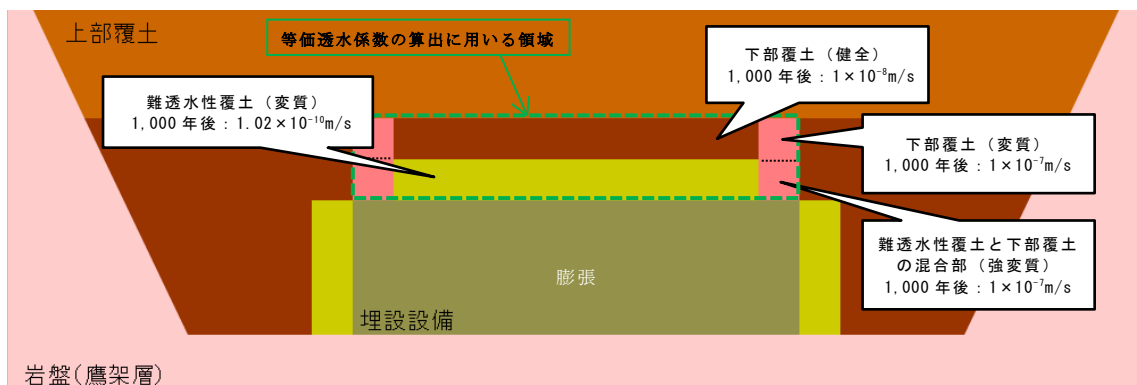 上部覆土
等価透水係数の算出に用いる領域
下部覆土（健全）
1,000 年後：1×10⁻⁸m/s
難透水性覆土（変質）
1,000 年後：1.02×10⁻¹⁰m/s
下部覆土（変質）
1,000 年後：1×10⁻⁷m/s
難透水性覆土と下部覆土
の混合部（強変質）
1,000 年後：1×10⁻⁷m/s
膨張
埋設設備
岩盤(鷹架層)